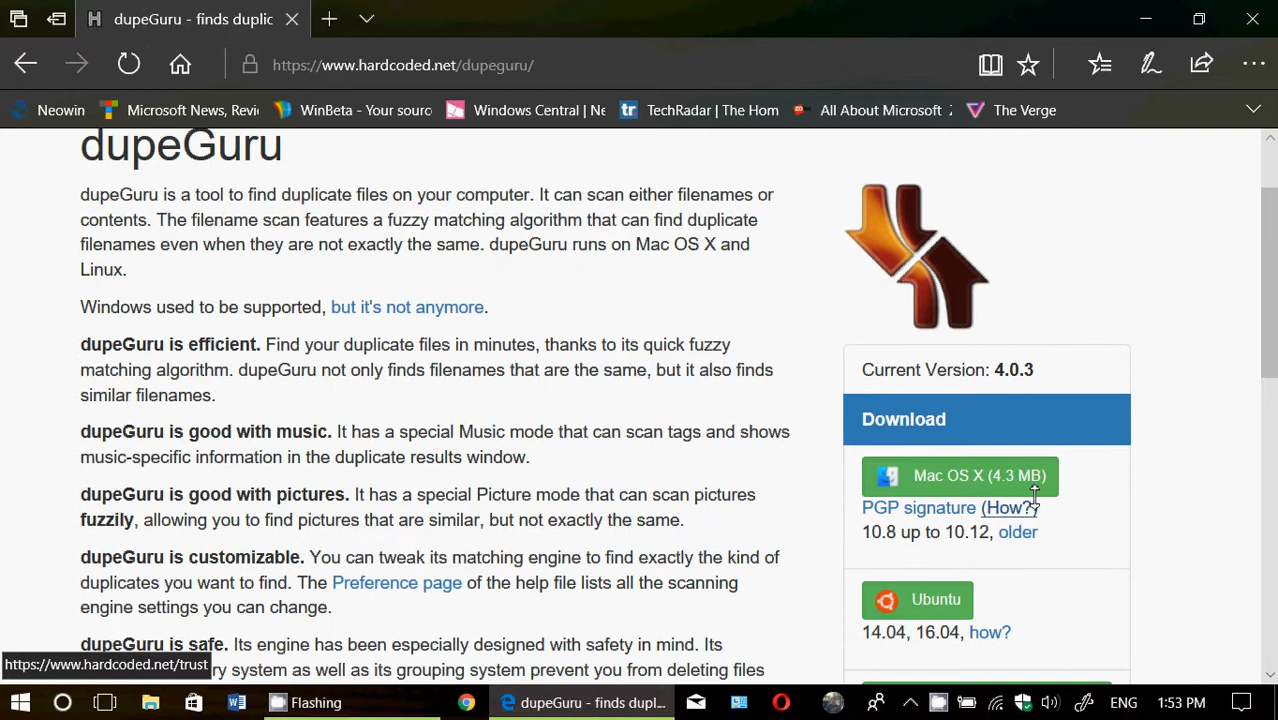 dupeGuru - finds duplic
https://www.hardcoded.net/dupeguru/
Neowin
Microsoft News, Revi
WinBeta - Your sourc
Windows Central | Ne
tr TechRadar | The Hom
All About Microsoft
The Verge
dupeGuru
dupeGuru is a tool to find duplicate files on your computer. It can scan either filenames or
contents. The filename scan features a fuzzy matching algorithm that can find duplicate
filenames even when they are not exactly the same. dupeGuru runs on Mac OS X and
Linux.
Windows used to be supported, but it's not anymore.
dupeGuru is efficient. Find your duplicate files in minutes, thanks to its quick fuzzy
matching algorithm. dupeGuru not only finds filenames that are the same, but it also finds
similar filenames.
dupeGuru is good with music. It has a special Music mode that can scan tags and shows
music-specific information in the duplicate results window.
dupeGuru is good with pictures. It has a special Picture mode that can scan pictures
fuzzily, allowing you to find pictures that are similar, but not exactly the same.
dupeGuru is customizable. You can tweak its matching engine to find exactly the kind of
duplicates you want to find. The Preference page of the help file lists all the scanning
engine settings you can change.
dupeGuru is safe. Its engine has been especially designed with safety in mind. Its
ry system as well as its grouping system prevent you from deleting files
Current Version: 4.0.3
Download
Mac OS X (4.3 MB)
PGP signature (How?)
10.8 up to 10.12, older
Ubuntu
14.04, 16.04, how?
https://www.hardcoded.net/trust
Flashing
dupeGuru - finds dupl...
ENG
1:53 PM